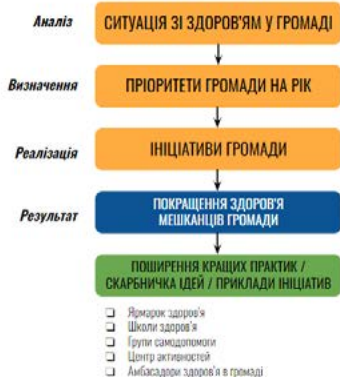 Аналіз
СИТУАЦІЯ ЗІ ЗДОРОВ'ЯМ У ГРОМАДІ
Визначення
ПРІОРИТЕТИ ГРОМАДИ НА РІК
Реалізація
ІНІЦІАТИВИ ГРОМАДИ
Результат
ПОКРАЩЕННЯ ЗДОРОВ'Я
МЕШКАНЦІВ ГРОМАДИ
ПОШИРЕННЯ КРАЩИХ ПРАКТИК /
СКАРБНИЧКА ІДЕЙ / ПРИКЛАДИ ІНІЦІАТИВ
Ярмарок здоров'я
Школи здоров'я
Групи самодопомоги
Центр активностей
Амбасадори здоров'я в громаді